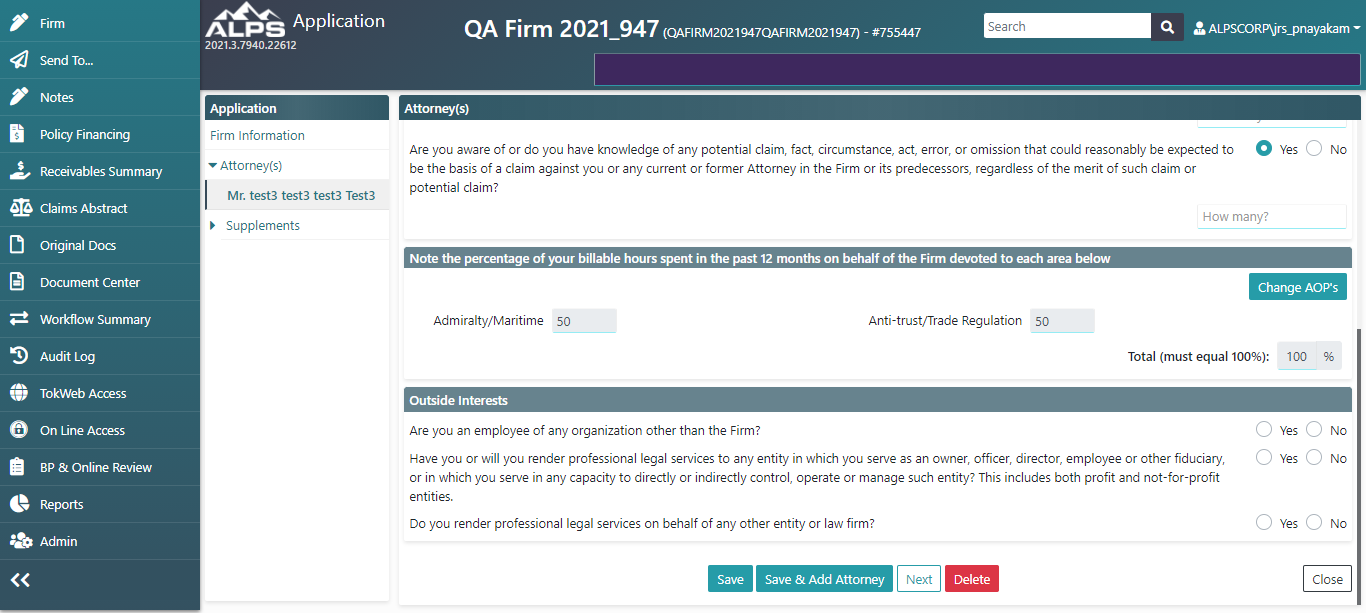 Firm
Send To...
Notes
Policy Financing
Receivables Summary
Claims Abstract
Original Docs
Document Center
Workflow Summary
Audit Log
TokWeb Access
On Line Access
BP & Online Review
Reports
Admin
ALPS Application
2021.3.7940.22612
QA Firm 2021_947 (QAFIRM2021947QAFIRM2021947) - #755447
Search
ALPSCORP\jrs_pnayakam
Application
Firm Information
Attorney(s)
Mr. test3 test3 test3 Test3
Supplements
Attorney(s)
Are you aware of or do you have knowledge of any potential claim, fact, circumstance, act, error, or omission that could reasonably be expected to
be the basis of a claim against you or any current or former Attorney in the Firm or its predecessors, regardless of the merit of such claim or
potential claim?
Yes No
How many?
Note the percentage of your billable hours spent in the past 12 months on behalf of the Firm devoted to each area below
Change AOP's
Admiralty/Maritime 50 Anti-trust/Trade Regulation 50
Total (must equal 100%): 100 %
Outside Interests
Are you an employee of any organization other than the Firm? Yes No
Have you or will you render professional legal services to any entity in which you serve as an owner, officer, director, employee or other fiduciary, Yes No
or in which you serve in any capacity to directly or indirectly control, operate or manage such entity? This includes both profit and not-for-profit
entities.
Do you render professional legal services on behalf of any other entity or law firm? Yes No
Save Save & Add Attorney Next Delete Close